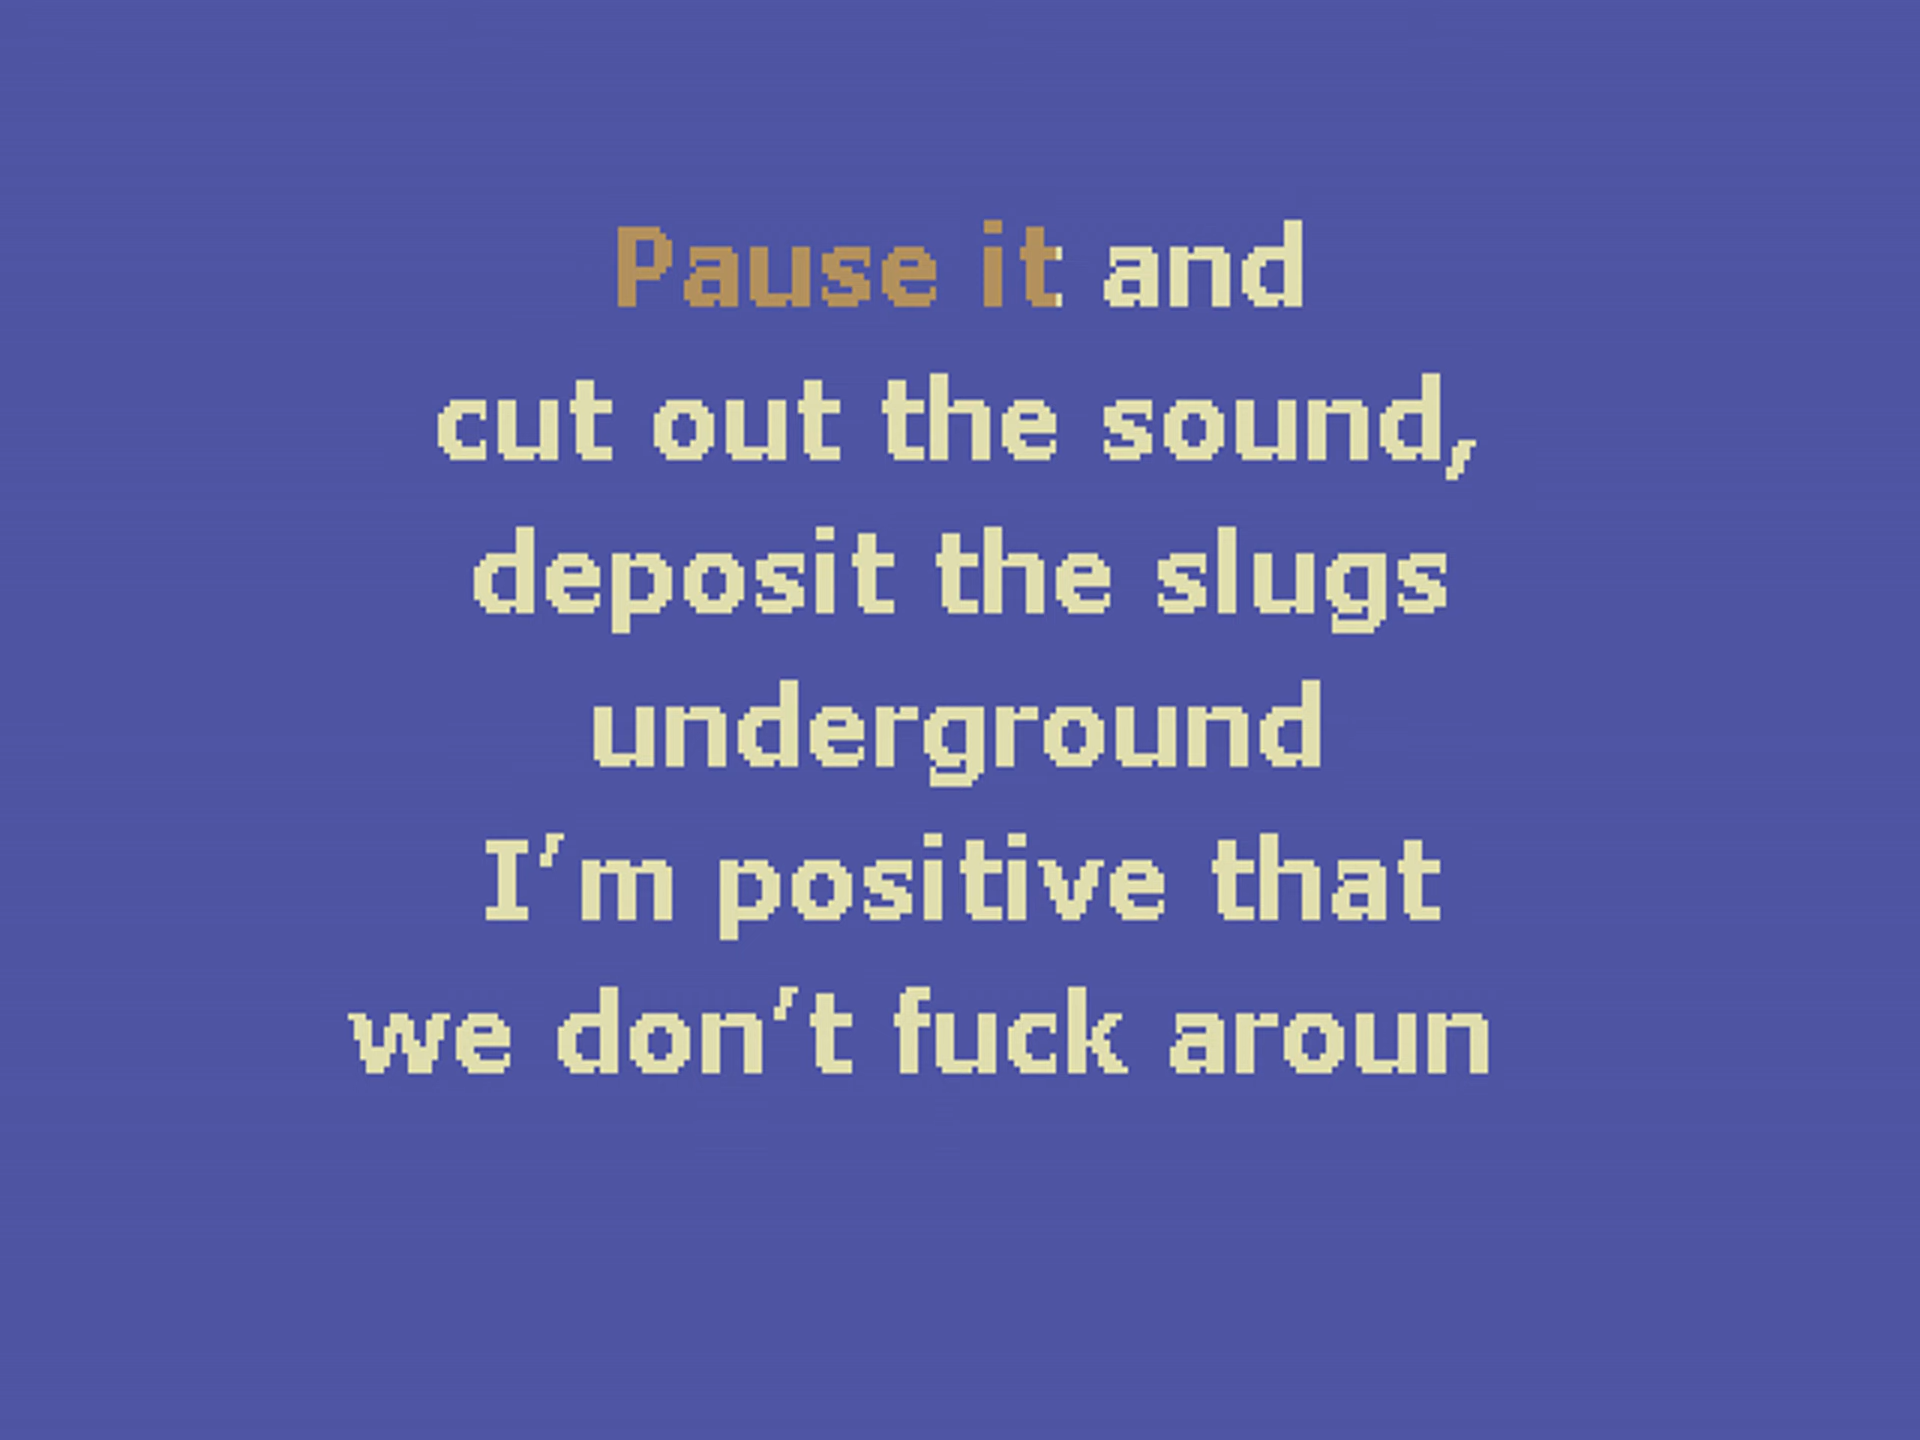 Pause it and
cut out the sound,
deposit the slugs
underground
I'm positive that
we don't fuck aroun